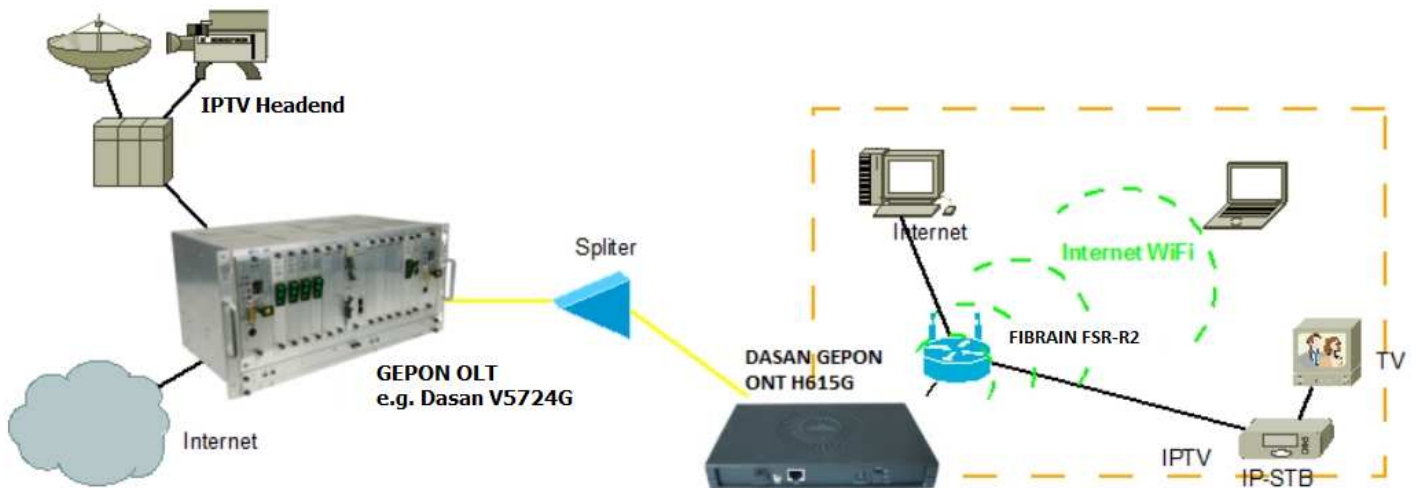 IPTV Headend
Spliter
Internet
Internet WiFi
FIBRAIN FSR-R2
DASAN GEPON
ONT H615G
TV
GEPON OLT
e.g. Dasan V5724G
Internet
IPTV
IP-STB